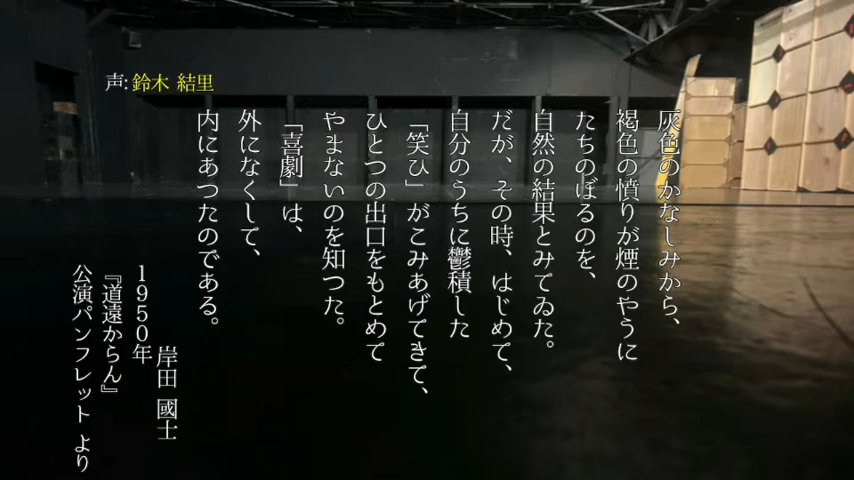 声:鈴木 結里
灰色のかなしみから、
褐色の憤りが煙のやうに
たちのぼるのを、
自然の結果とみてゐた。
だが、その時、はじめて、
自分のうちに鬱積した
「笑ひ」がこみあげてきて、
ひとつの出口をもとめて
やまないのを知つた。
「喜劇」は、
外になくして、
内にあつたのである。
岸田 國士
1950年
『道遠からん』
公演パンフレット より